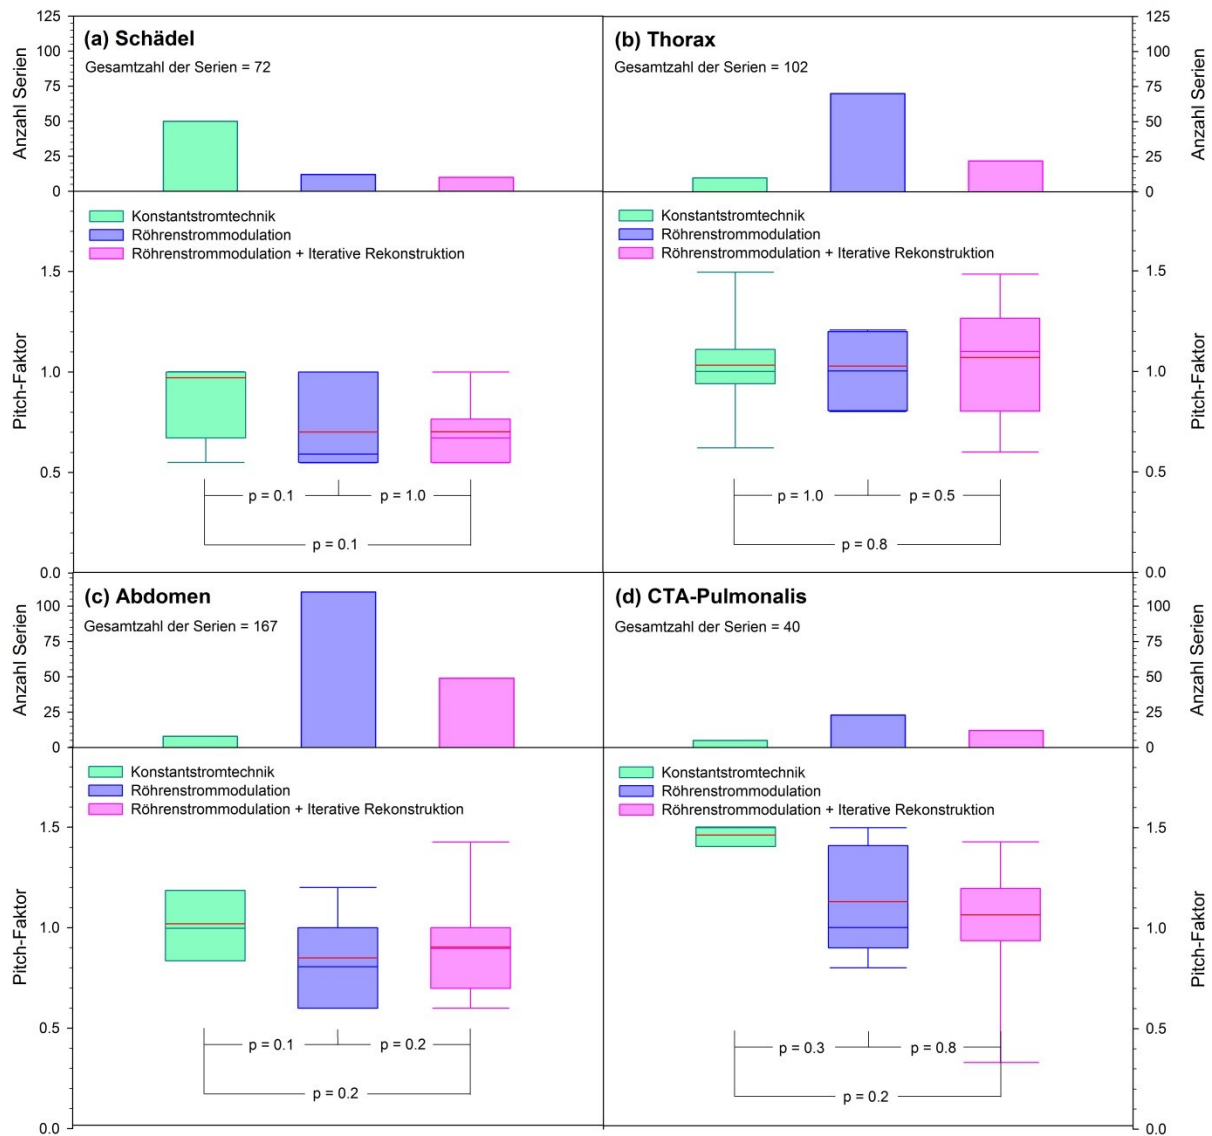 (a) Schädel
Gesamtzahl der Serien = 72
Anzahl Serien
125
100
75
50
25
0
Konstantstromtechnik
Röhrenstrommodulation
Röhrenstrommodulation + Iterative Rekonstruktion
Pitch-Faktor
1.5
1.0
0.5
0.0
p = 0.1
p = 1.0
p = 0.1
(b) Thorax
Gesamtzahl der Serien = 102
125
100
75
50
25
0
Anzahl Serien
Konstantstromtechnik
Röhrenstrommodulation
Röhrenstrommodulation + Iterative Rekonstruktion
1.5
1.0
0.5
0.0
Pitch-Faktor
p = 1.0
p = 0.5
p = 0.8
(c) Abdomen
Gesamtzahl der Serien = 167
Anzahl Serien
100
75
50
25
0
Konstantstromtechnik
Röhrenstrommodulation
Röhrenstrommodulation + Iterative Rekonstruktion
Pitch-Faktor
1.5
1.0
0.5
0.0
p = 0.1
p = 0.2
p = 0.2
(d) CTA-Pulmonalis
Gesamtzahl der Serien = 40
100
75
50
25
0
Anzahl Serien
Konstantstromtechnik
Röhrenstrommodulation
Röhrenstrommodulation + Iterative Rekonstruktion
1.5
1.0
0.5
0.0
Pitch-Faktor
p = 0.3
p = 0.8
p = 0.2